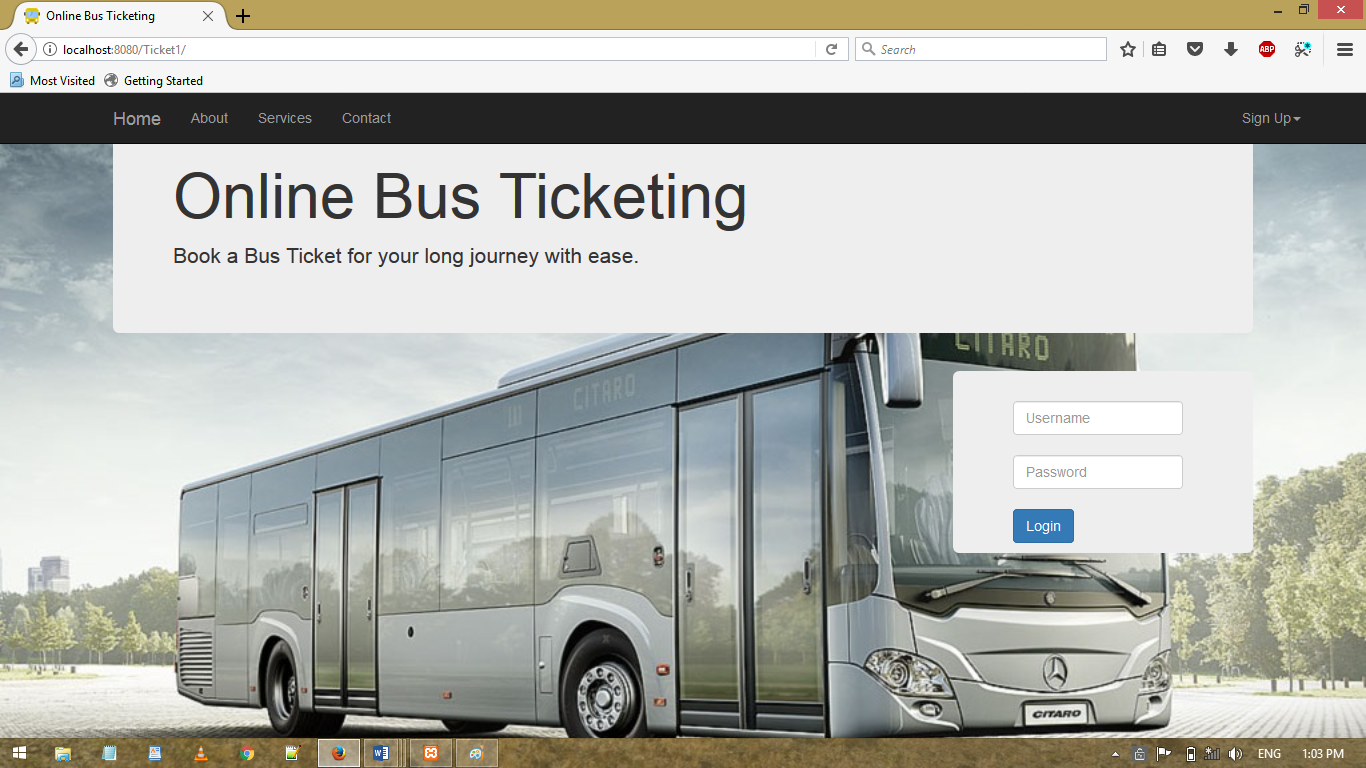 Online Bus Ticketing
localhost:8080/Ticket1/
Search
ABP
Most Visited
Getting Started
Home
About
Services
Contact
Sign Up
Online Bus Ticketing
Book a Bus Ticket for your long journey with ease.
CITARO
CITARO
Username
Password
Login
CITARO
ENG
1:03 PM